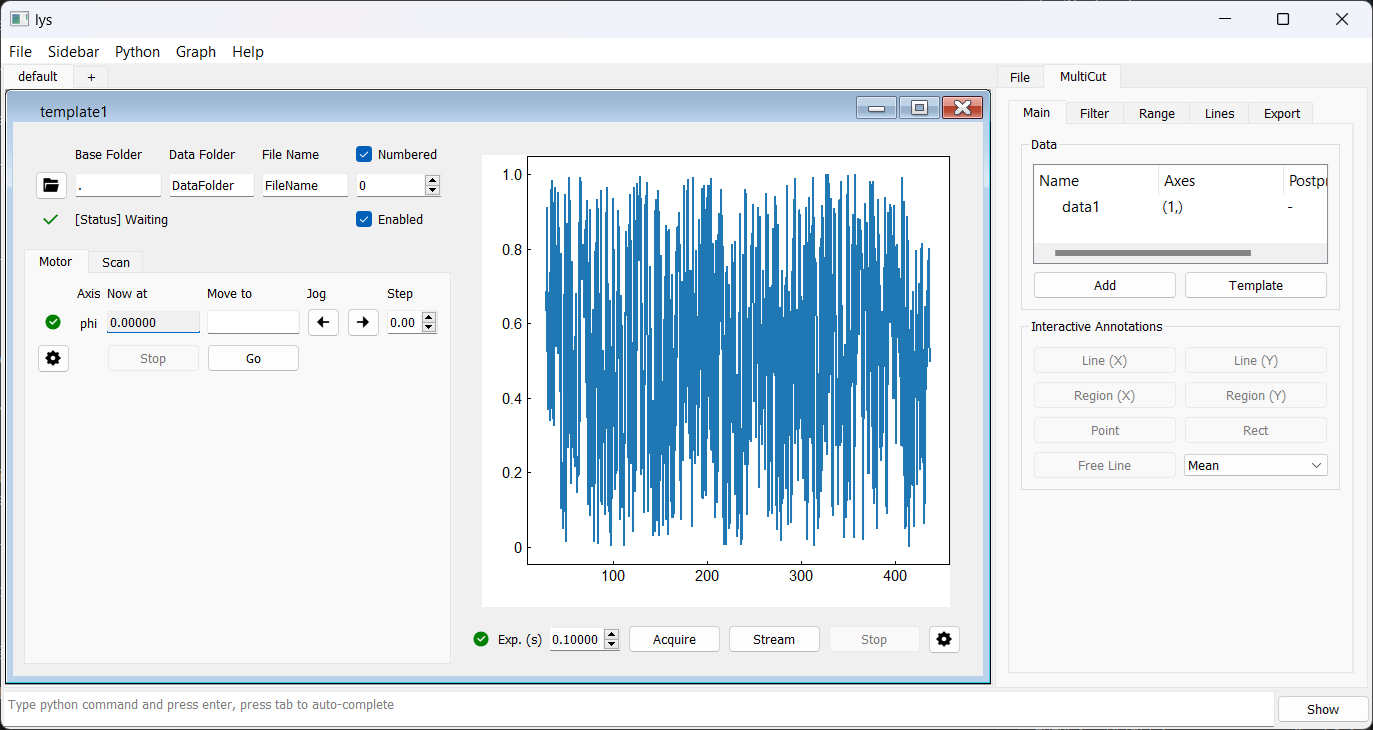 lys
File Sidebar Python Graph Help
default +
File MultiCut
template1
Main Filter Range Lines Export
Base Folder Data Folder File Name Numbered
. DataFolder FileName 0
[Status] Waiting Enabled
Motor Scan
Axis Now at Move to Jog Step
phi 0.00000 0.00
Stop Go
1.0
0.8
0.6
0.4
0.2
0
100 200 300 400
Exp. (s) 0.10000 Acquire Stream Stop
Data
Name Axes Postp
data1 (1,) -
Add Template
Interactive Annotations
Line (X) Line (Y)
Region (X) Region (Y)
Point Rect
Free Line Mean
Type python command and press enter, press tab to auto-complete
Show